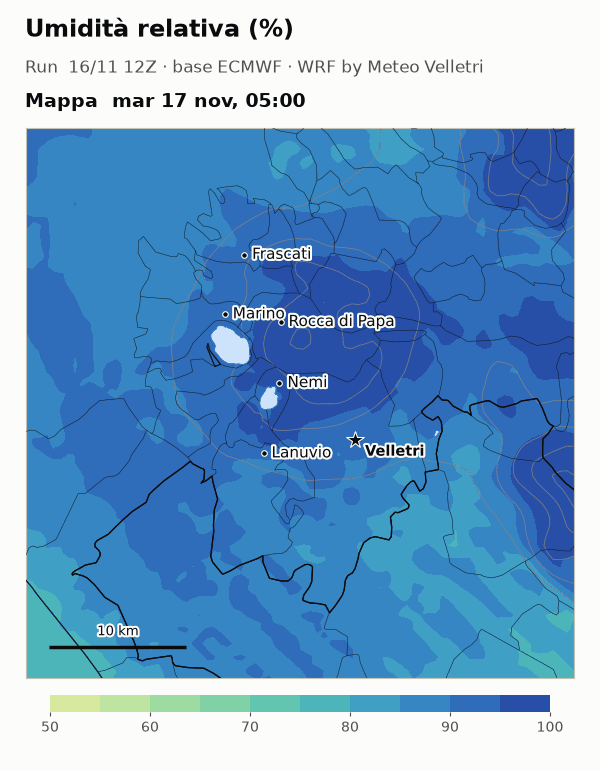 Umidità relativa (%)
Run  16/11 12Z · base ECMWF · WRF by Meteo Velletri
Mappa  mar 17 nov, 05:00
Frascati
Marino
Rocca di Papa
Nemi
Velletri
Lanuvio
10 km
50 60 70 80 90 100